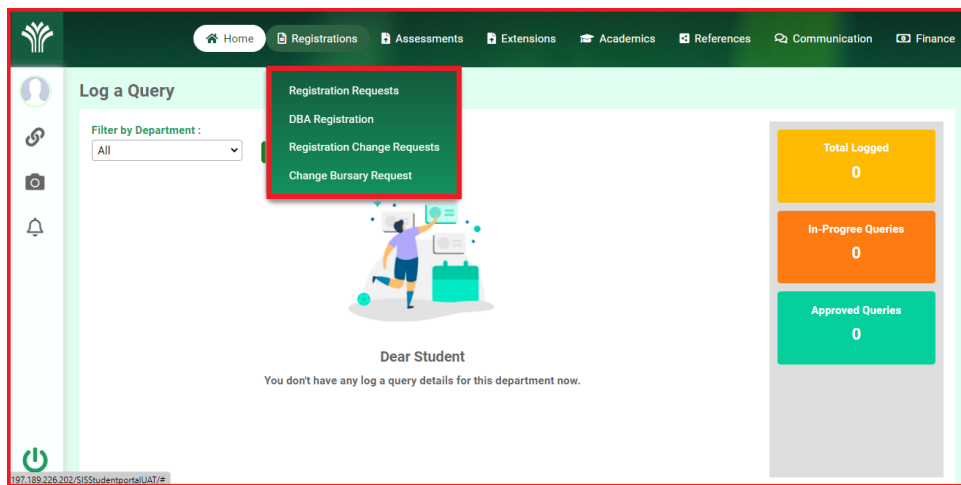 Home Registrations Assessments Extensions Academics References Communication Finance
Log a Query
Registration Requests
DBA Registration
Registration Change Requests
Change Bursary Request
Filter by Department :
All
Total Logged
0
In-Progree Queries
0
Approved Queries
0
Dear Student
You don't have any log a query details for this department now.
197.189.226.202/SISStudentportalUAT/#